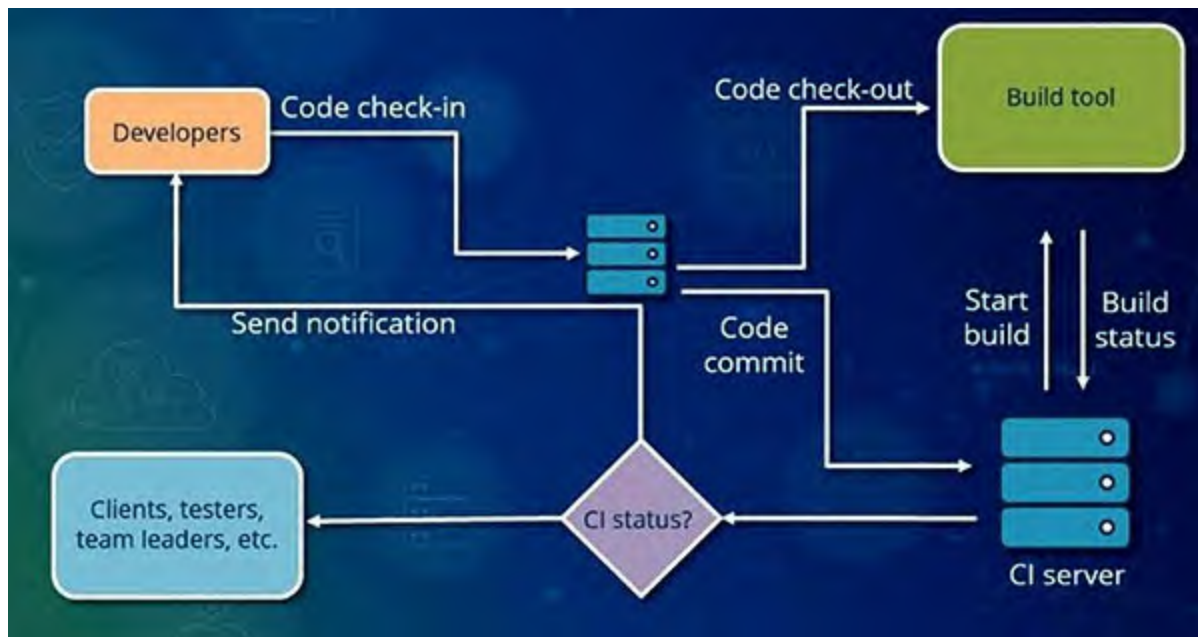 Developers
Code check-in
Code check-out
Build tool
Send notification
Code
commit
Start
build
Build
status
Clients, testers,
team leaders, etc.
CI status?
CI server